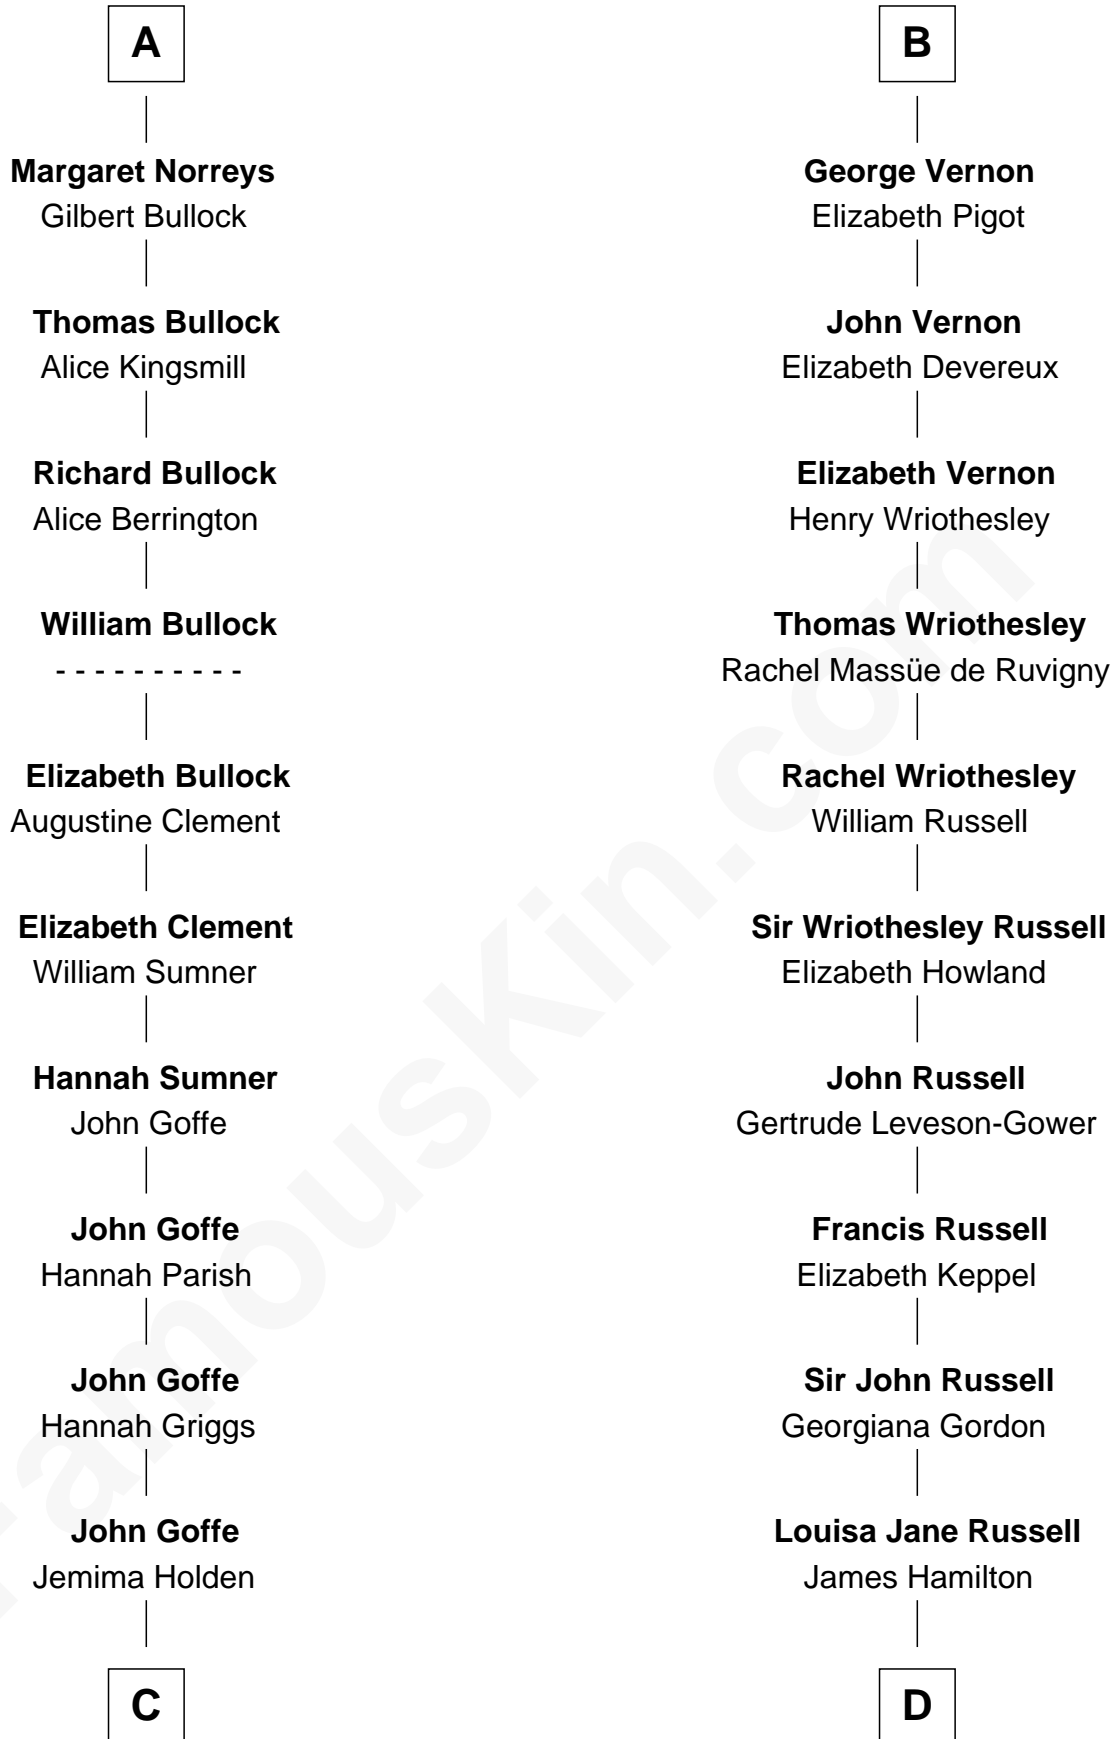 A
Margaret Norreys
Gilbert Bullock
Thomas Bullock
Alice Kingsmill
Richard Bullock
Alice Berrington
William Bullock
- - - - - - - - - -
Elizabeth Bullock
Augustine Clement
Elizabeth Clement
William Sumner
Hannah Sumner
John Goffe
John Goffe
Hannah Parish
John Goffe
Hannah Griggs
John Goffe
Jemima Holden
C
B
George Vernon
Elizabeth Pigot
John Vernon
Elizabeth Devereux
Elizabeth Vernon
Henry Wriothesley
Thomas Wriothesley
Rachel Massüe de Ruvigny
Rachel Wriothesley
William Russell
Sir Wriothesley Russell
Elizabeth Howland
John Russell
Gertrude Leveson-Gower
Francis Russell
Elizabeth Keppel
Sir John Russell
Georgiana Gordon
Louisa Jane Russell
James Hamilton
D
FamousKin.com